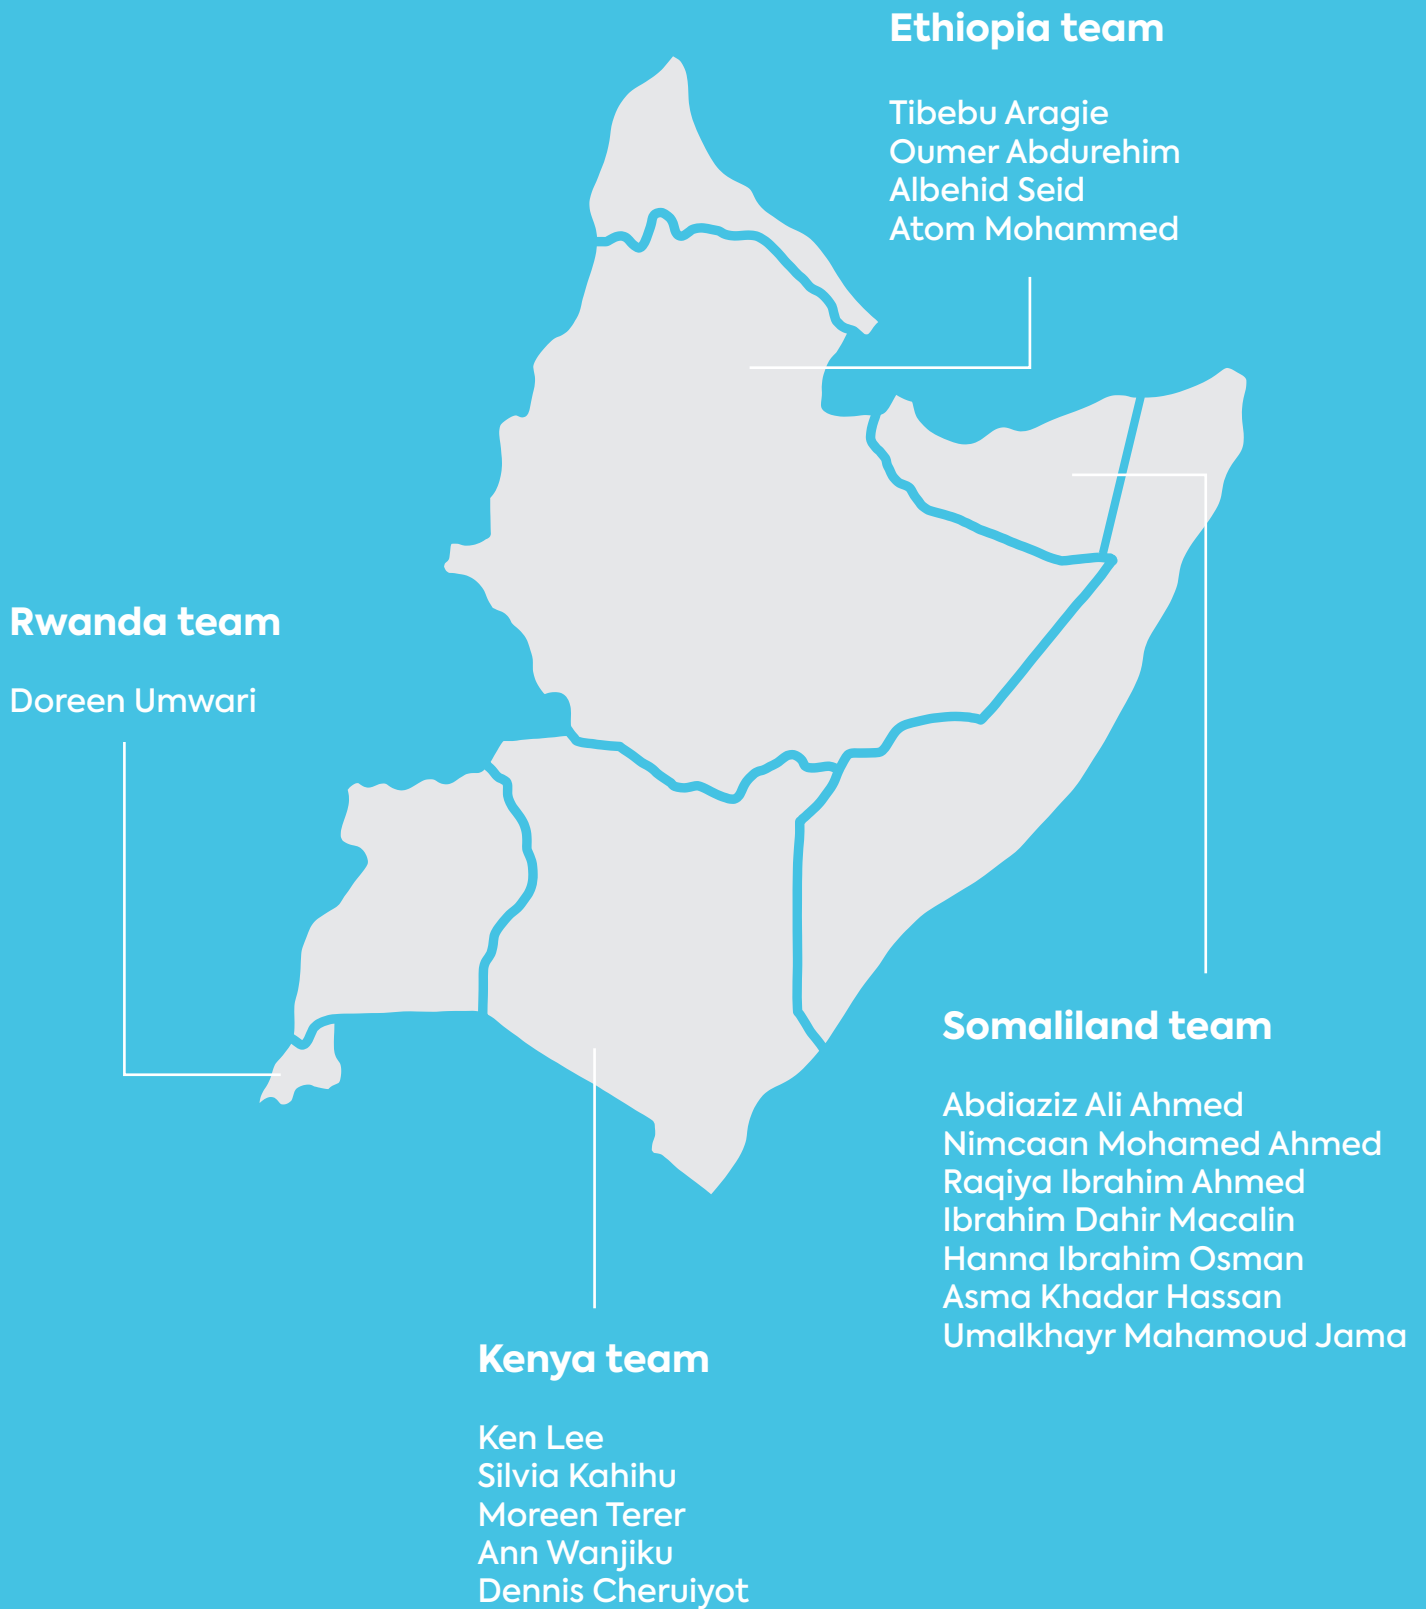 Ethiopia team
Tibebu Aragie
Oumer Abdurehim
Albehid Seid
Atom Mohammed
Rwanda team
Doreen Umwari
Somaliland team
Abdiaziz Ali Ahmed
Nimcaan Mohamed Ahmed
Raqiya Ibrahim Ahmed
Ibrahim Dahir Macalin
Hanna Ibrahim Osman
Asma Khadar Hassan
Umalkhayr Mahamoud Jama
Kenya team
Ken Lee
Silvia Kahihu
Moreen Terer
Ann Wanjiku
Dennis Cheruiyot